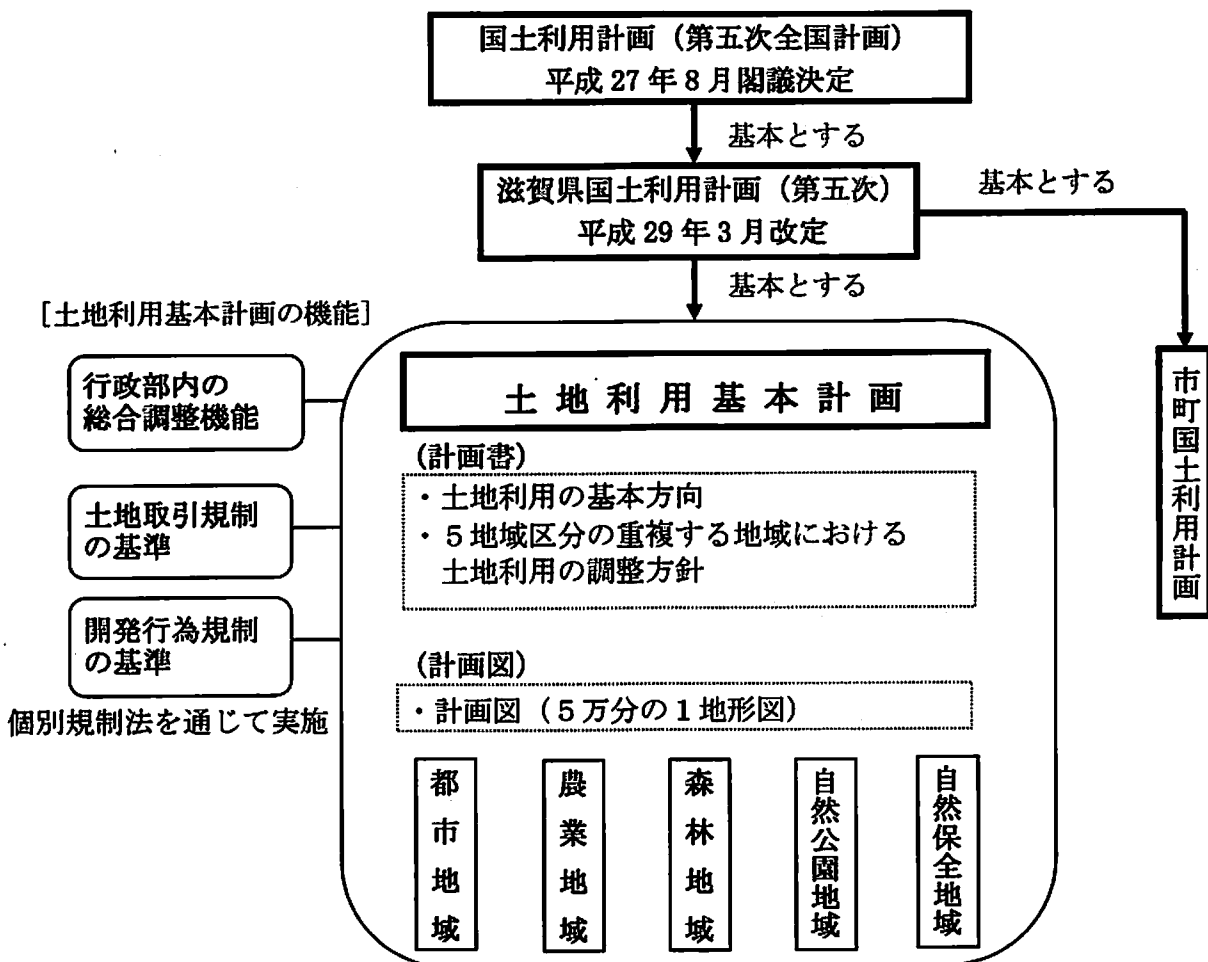 国土利用計画（第五次全国計画）
平成27年8月閣議決定
基本とする
滋賀県国土利用計画（第五次）
平成29年3月改定
基本とする
基本とする
市町国土利用計画
［土地利用基本計画の機能］
行政部内の
総合調整機能
土地取引規制
の基準
開発行為規制
の基準
個別規制法を通じて実施
土地利用基本計画
(計画書)
・土地利用の基本方向
・5地域区分の重複する地域における
土地利用の調整方針
(計画図)
・計画図（5万分の1地形図）
都市地域
農業地域
森林地域
自然公園地域
自然保全地域